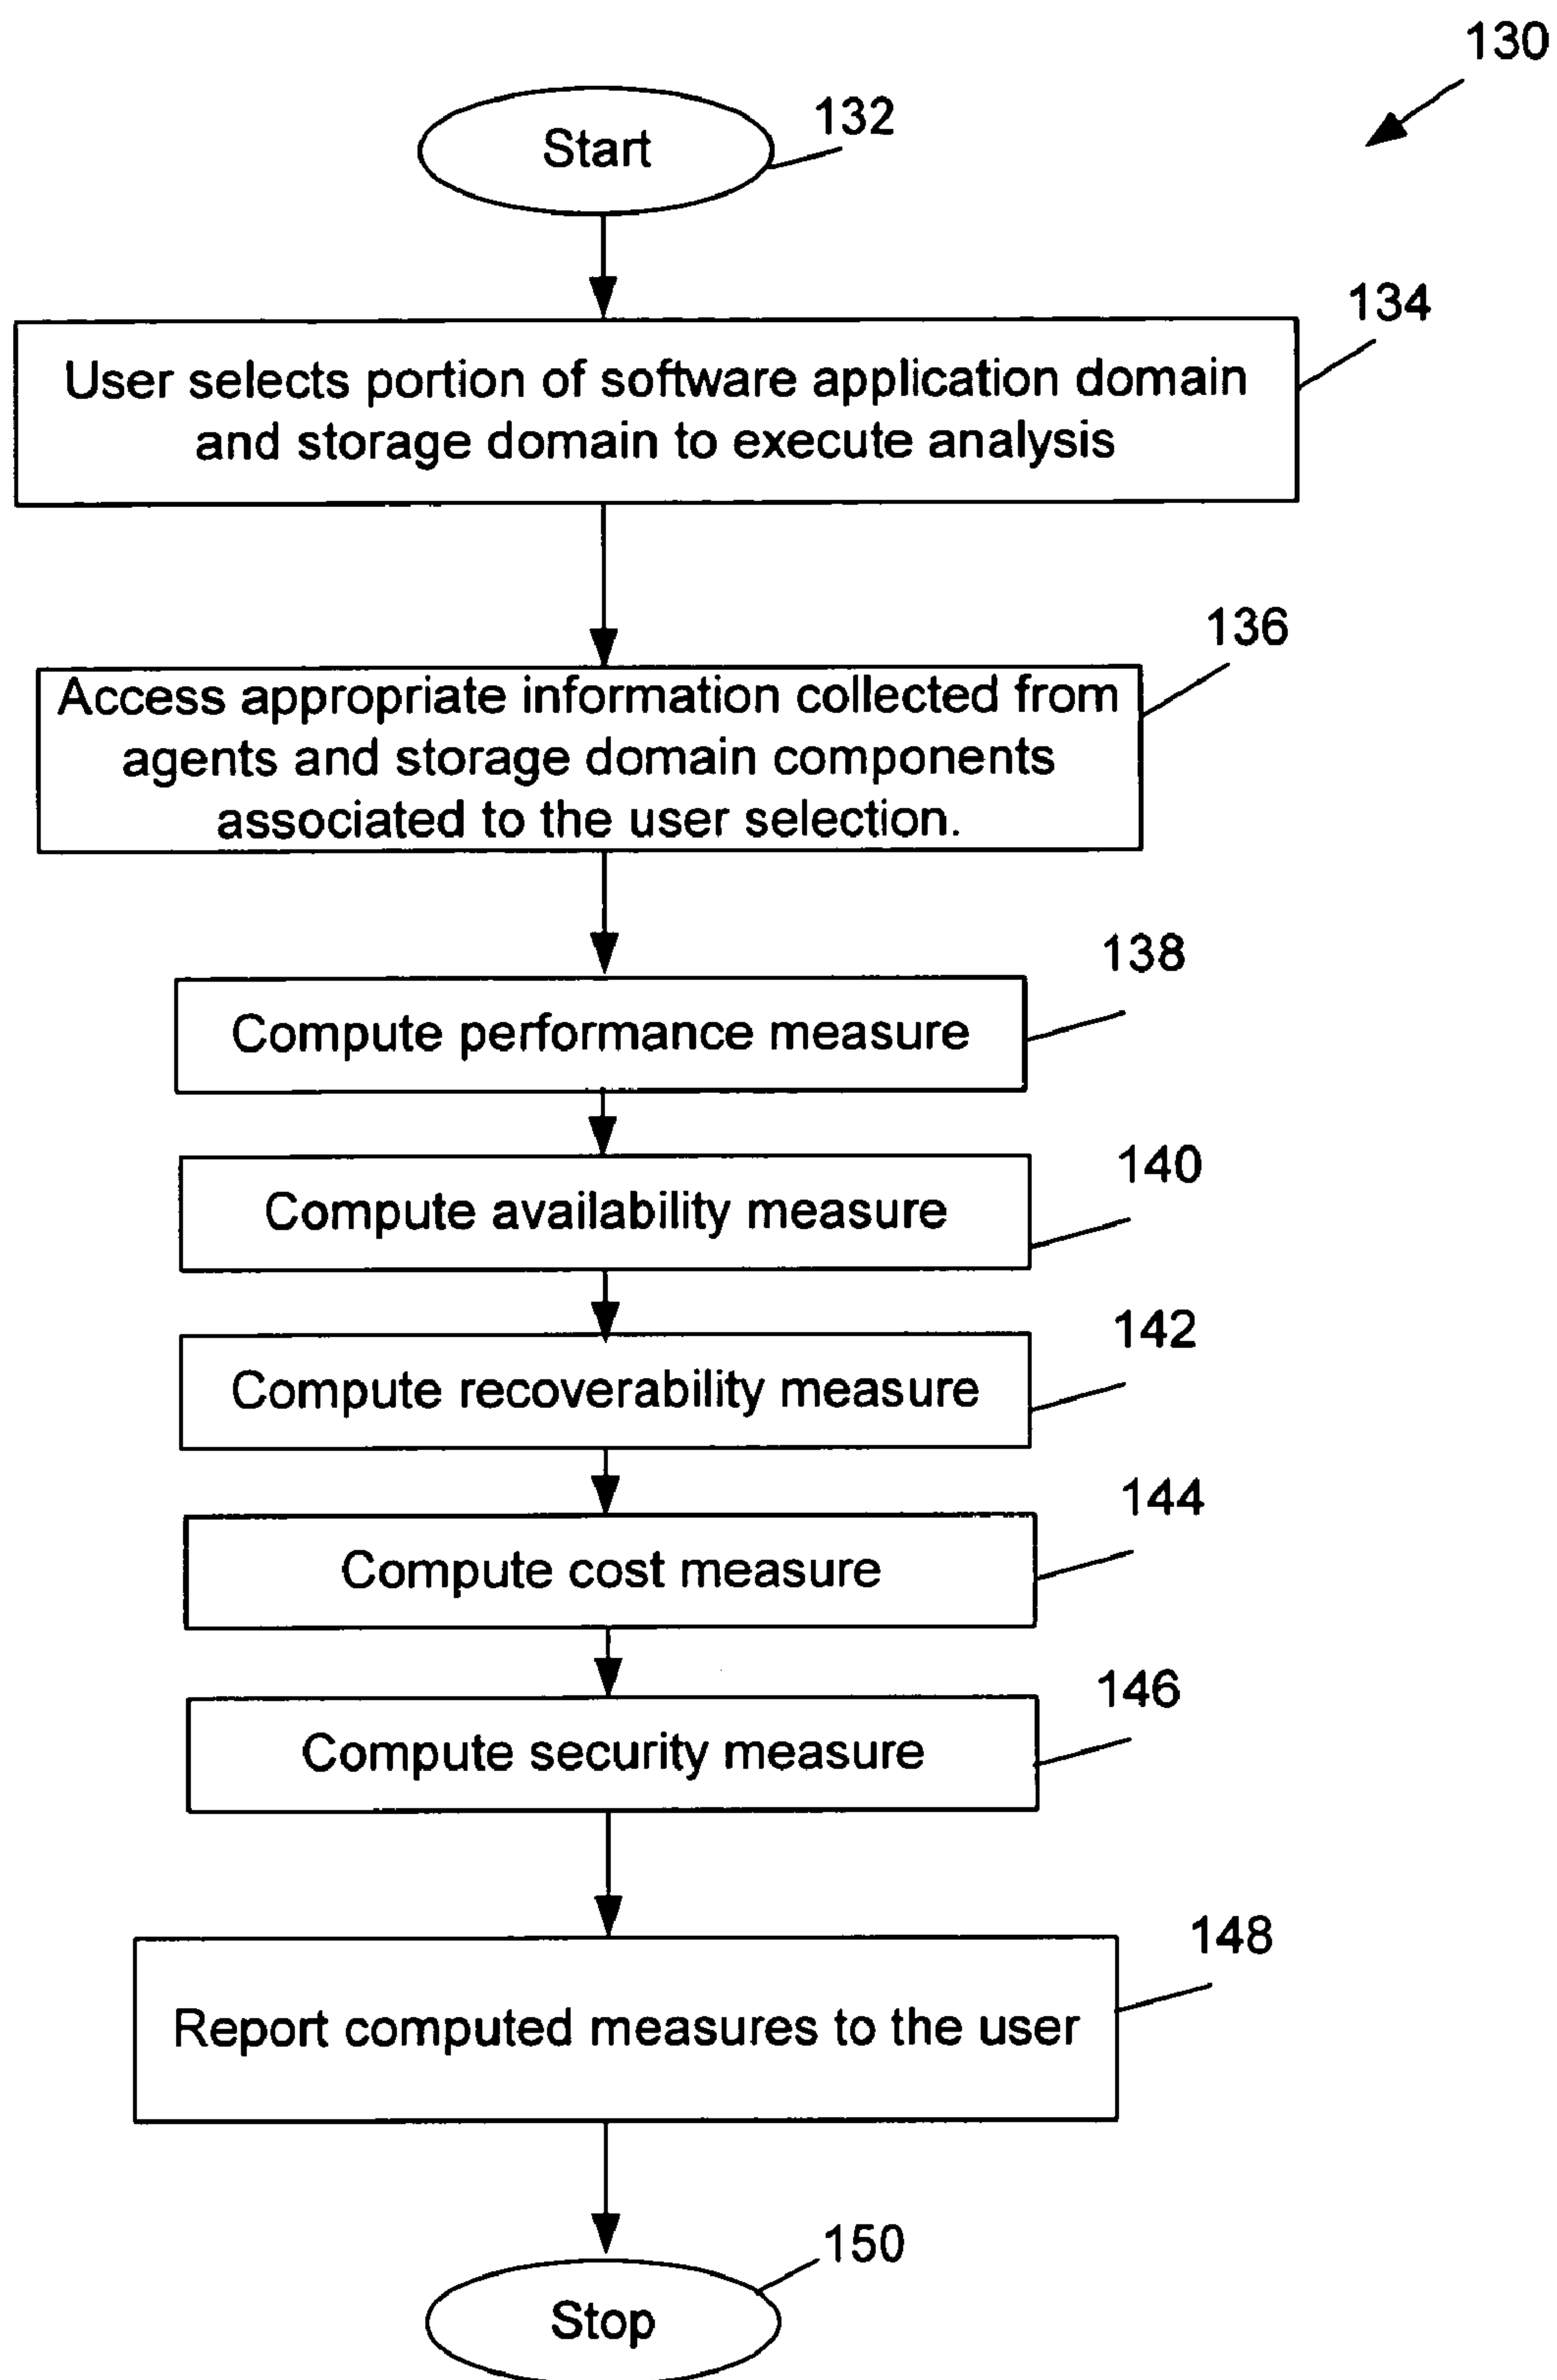 130
Start
132
134
User selects portion of software application domain
and storage domain to execute analysis
136
Access appropriate information collected from
agents and storage domain components
associated to the user selection.
138
Compute performance measure
140
Compute availability measure
142
Compute recoverability measure
144
Compute cost measure
146
Compute security measure
148
Report computed measures to the user
150
Stop